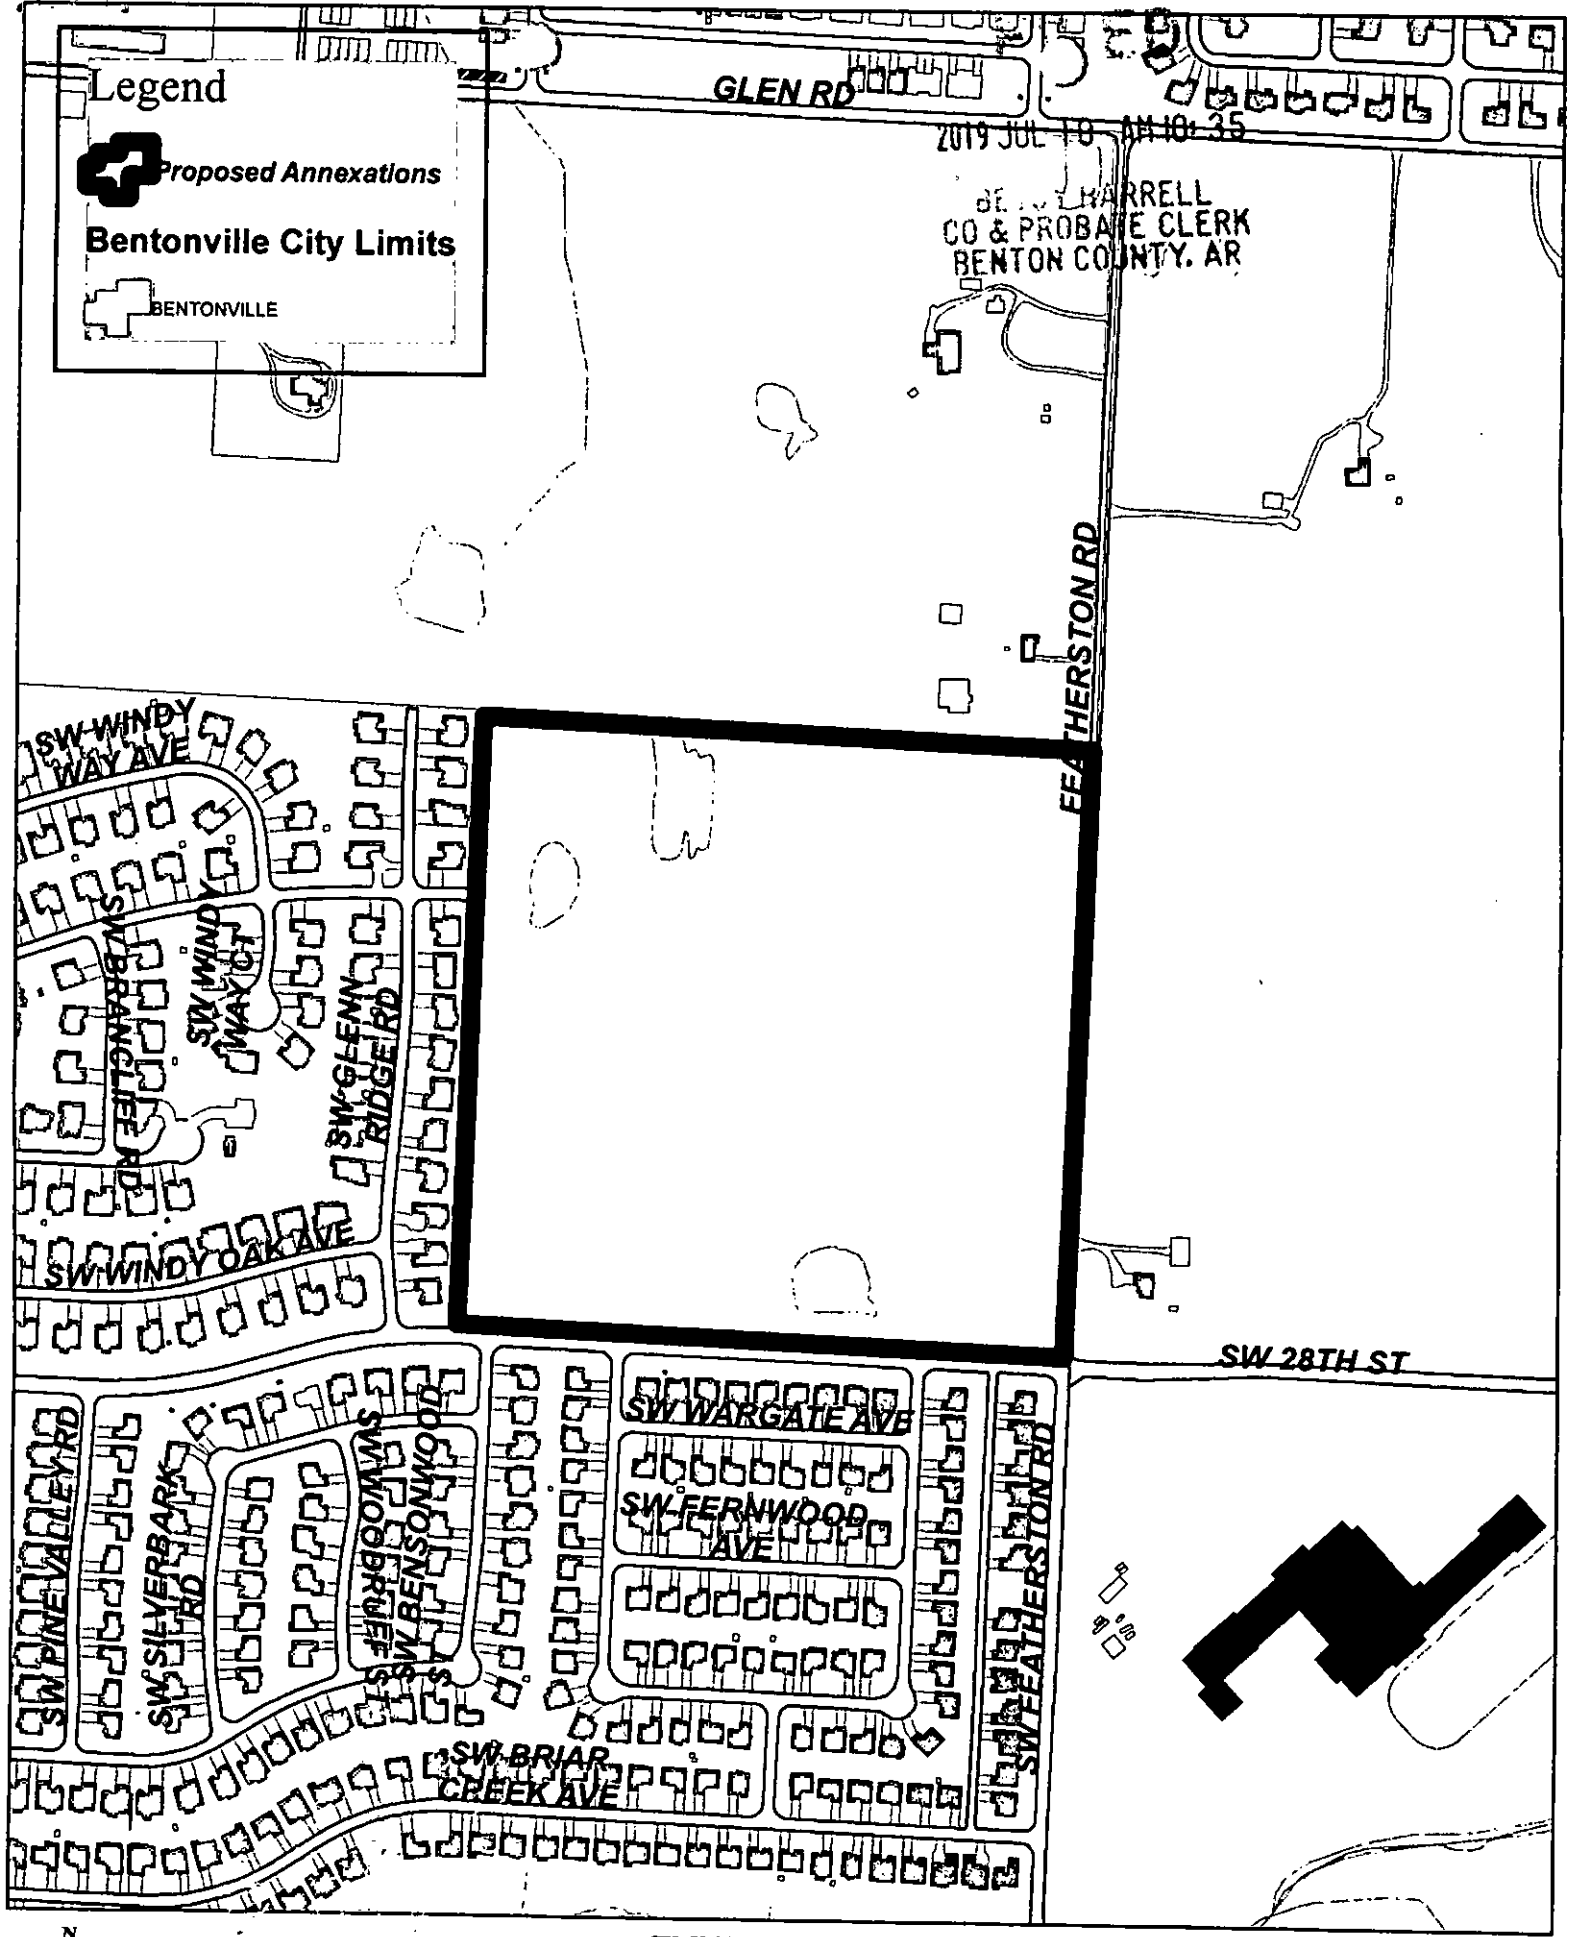 Legend
GLEN RD
2019 JUL 10 AM 10: 35
Proposed Annexations
HARRELL
CO & PROBATE CLERK
BENTON COUNTY, AR
Bentonville City Limits
BENTONVILLE
FEATHERSTON RD
SW WINDY
WAY AVE
SW BRANCLIFF RD
SW WINDY
WAY CT
SW GLENN
RIDGE RD
SW WINDY OAK AVE
SW 28TH ST
SW PINE VALLEY RD
SW SILVERBARK
RD
SW WOODRUFF ST
SW BENSONWOOD
ST
SW WARGATE AVE
SW FERNWOOD
AVE
SW FEATHERSTON RD
SW BRIAR
CREEK AVE
N